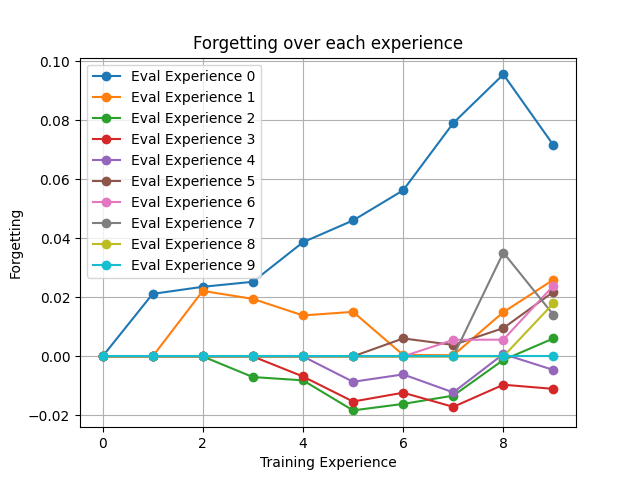 Forgetting over each experience
0.10
0.08
0.06
0.04
0.02
0.00
−0.02
Forgetting
Eval Experience 0
Eval Experience 1
Eval Experience 2
Eval Experience 3
Eval Experience 4
Eval Experience 5
Eval Experience 6
Eval Experience 7
Eval Experience 8
Eval Experience 9
0 2 4 6 8
Training Experience